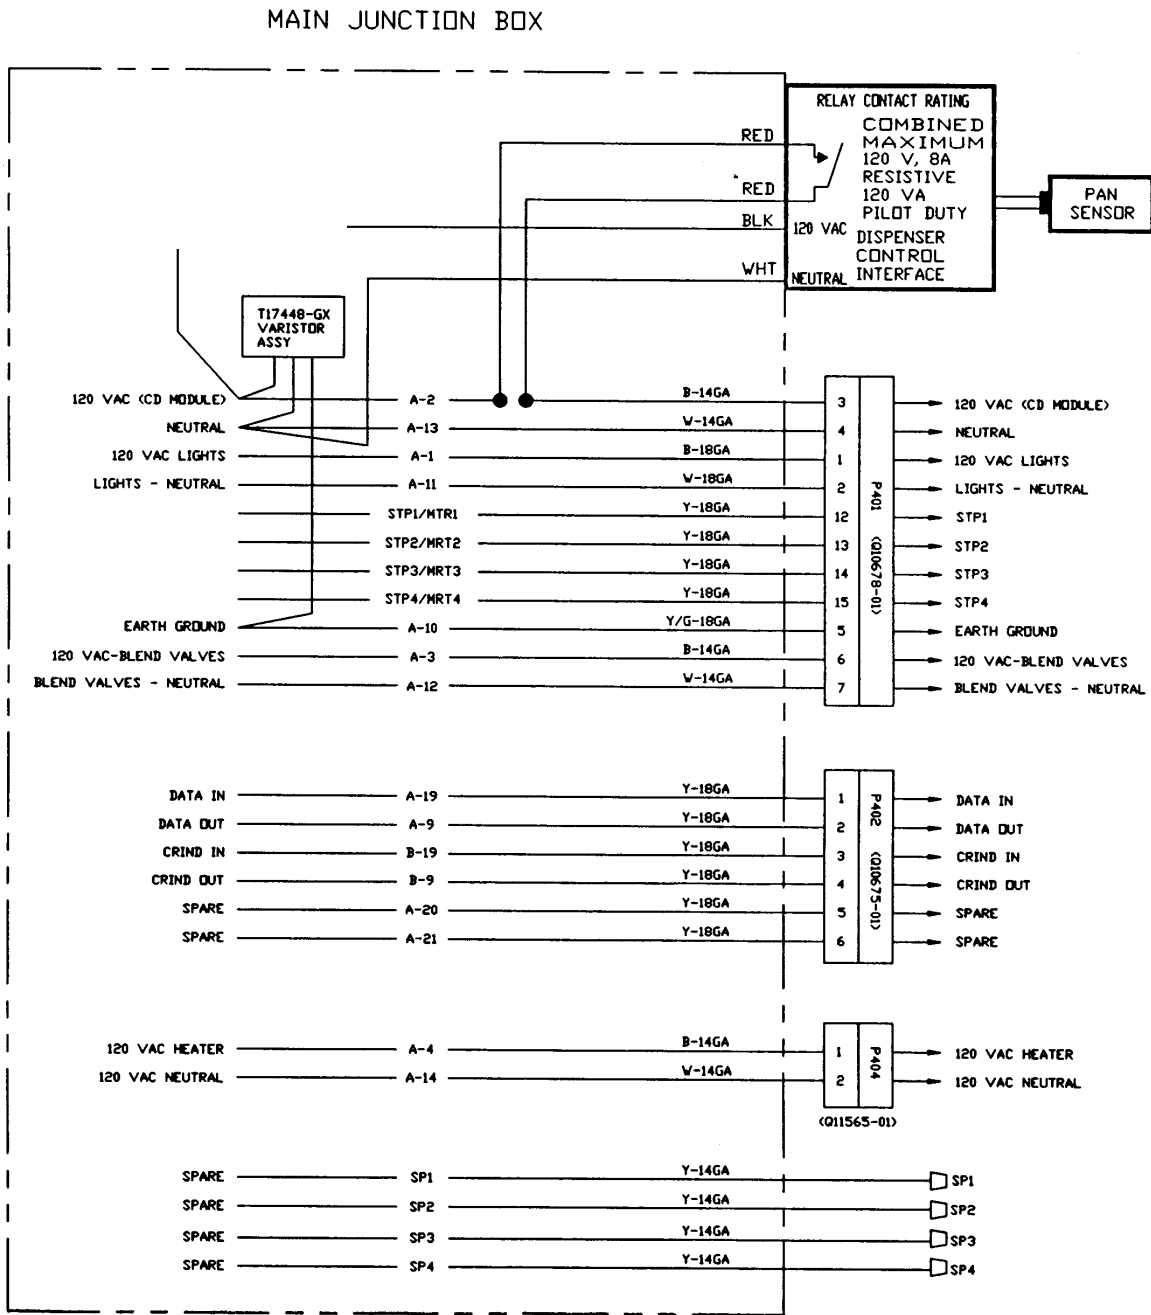 MAIN JUNCTION BOX
RELAY CONTACT RATING
COMBINED
MAXIMUM
120 V, 8A
RESISTIVE
120 VA
PILOT DUTY
DISPENSER
CONTROL
INTERFACE
RED
RED
BLK
120 VAC
WHT
NEUTRAL
PAN
SENSOR
T17448-GX
VARISTOR
ASSY
120 VAC (CD MODULE) A-2 B-14GA 3 120 VAC (CD MODULE)
NEUTRAL A-13 W-14GA 4 NEUTRAL
120 VAC LIGHTS A-1 B-18GA 1 120 VAC LIGHTS
LIGHTS - NEUTRAL A-11 W-18GA 2 LIGHTS - NEUTRAL
STP1/MTR1 Y-18GA 12 STP1
STP2/MRT2 Y-18GA 13 STP2
STP3/MRT3 Y-18GA 14 STP3
STP4/MRT4 Y-18GA 15 STP4
EARTH GROUND A-10 Y/G-18GA 5 EARTH GROUND
120 VAC-BLEND VALVES A-3 B-14GA 6 120 VAC-BLEND VALVES
BLEND VALVES - NEUTRAL A-12 W-14GA 7 BLEND VALVES - NEUTRAL
P401 (Q10678-01)
DATA IN A-19 Y-18GA 1 DATA IN
DATA OUT A-9 Y-18GA 2 DATA OUT
CRIND IN B-19 Y-18GA 3 CRIND IN
CRIND OUT B-9 Y-18GA 4 CRIND OUT
SPARE A-20 Y-18GA 5 SPARE
SPARE A-21 Y-18GA 6 SPARE
P402 (Q10675-01)
120 VAC HEATER A-4 B-14GA 1 120 VAC HEATER
120 VAC NEUTRAL A-14 W-14GA 2 120 VAC NEUTRAL
P404
(Q11565-01)
SPARE SP1 Y-14GA SP1
SPARE SP2 Y-14GA SP2
SPARE SP3 Y-14GA SP3
SPARE SP4 Y-14GA SP4